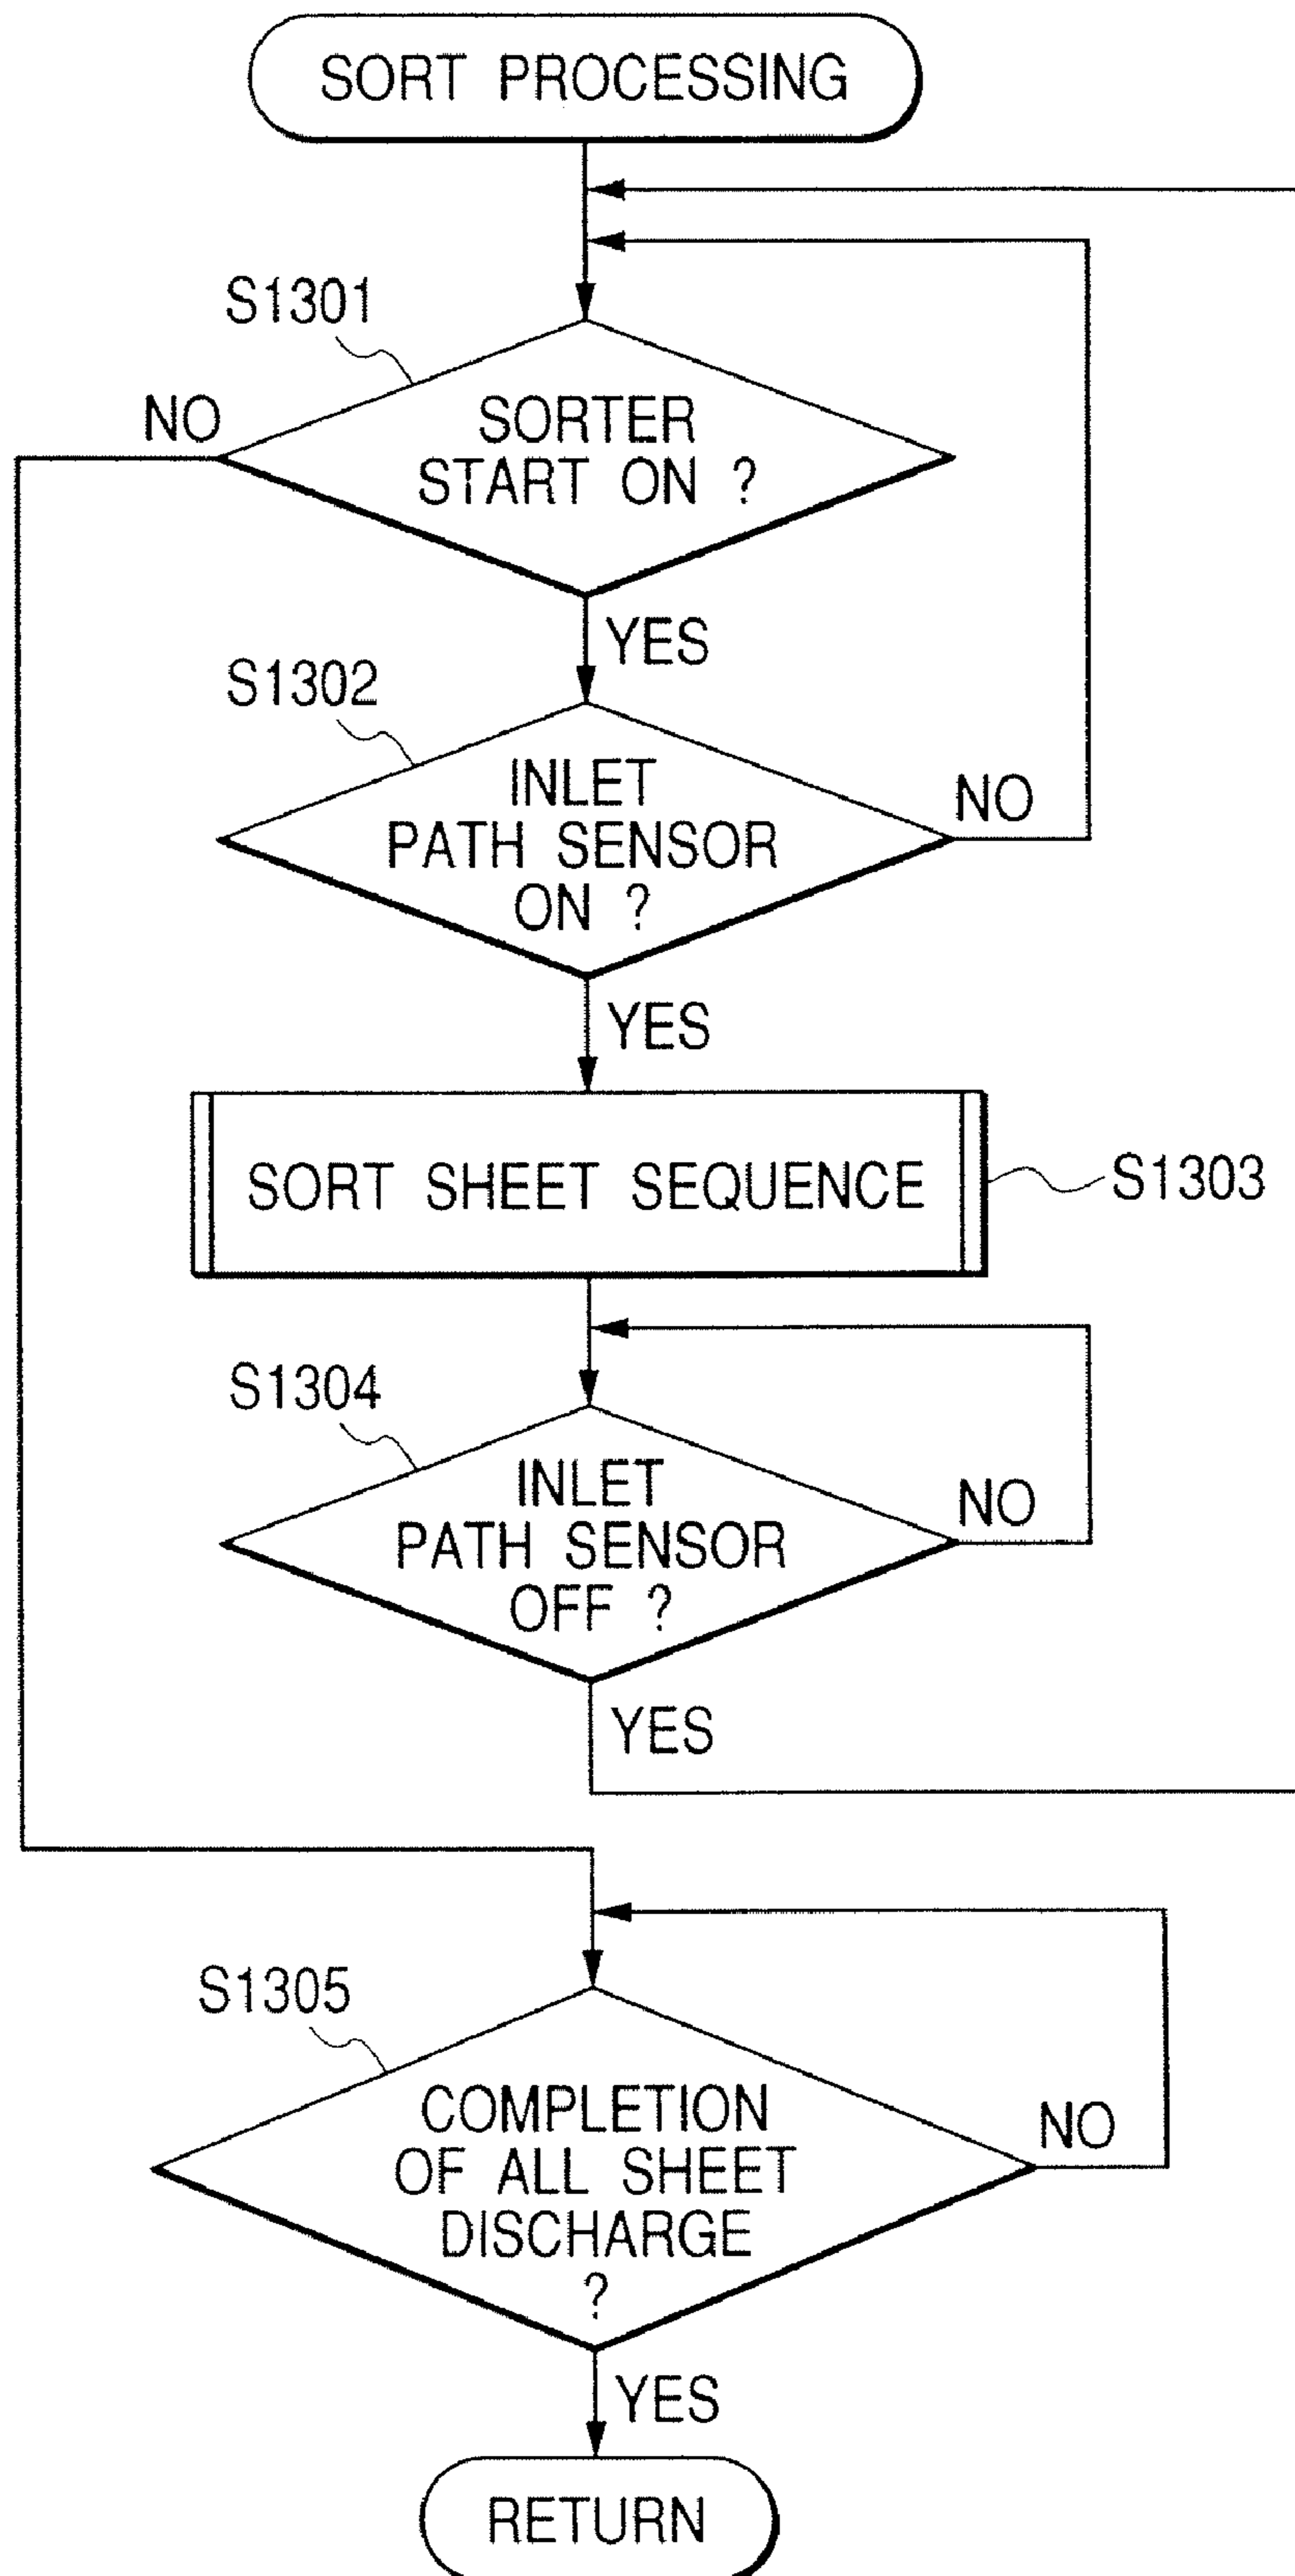 SORT PROCESSING
S1301
NO
SORTER
START ON ?
YES
S1302
INLET
PATH SENSOR
ON ?
NO
YES
SORT SHEET SEQUENCE
S1303
S1304
INLET
PATH SENSOR
OFF ?
NO
YES
S1305
COMPLETION
OF ALL SHEET
DISCHARGE
?
NO
YES
RETURN